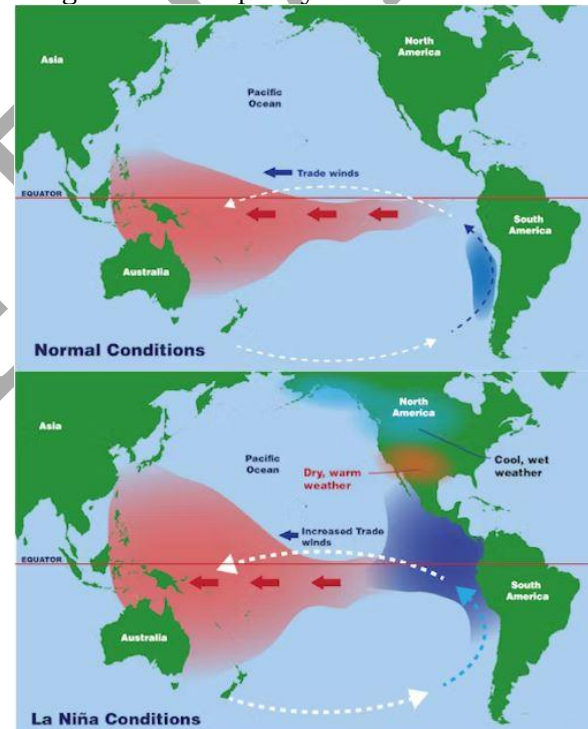 Asia
North
America
Pacific
Ocean
Trade winds
EQUATOR
South
America
Australia
Normal Conditions
North
America
Asia
Pacific
Ocean
Dry, warm
weather
Cool, wet
weather
Increased Trade
winds
EQUATOR
South
America
Australia
La Niña Conditions